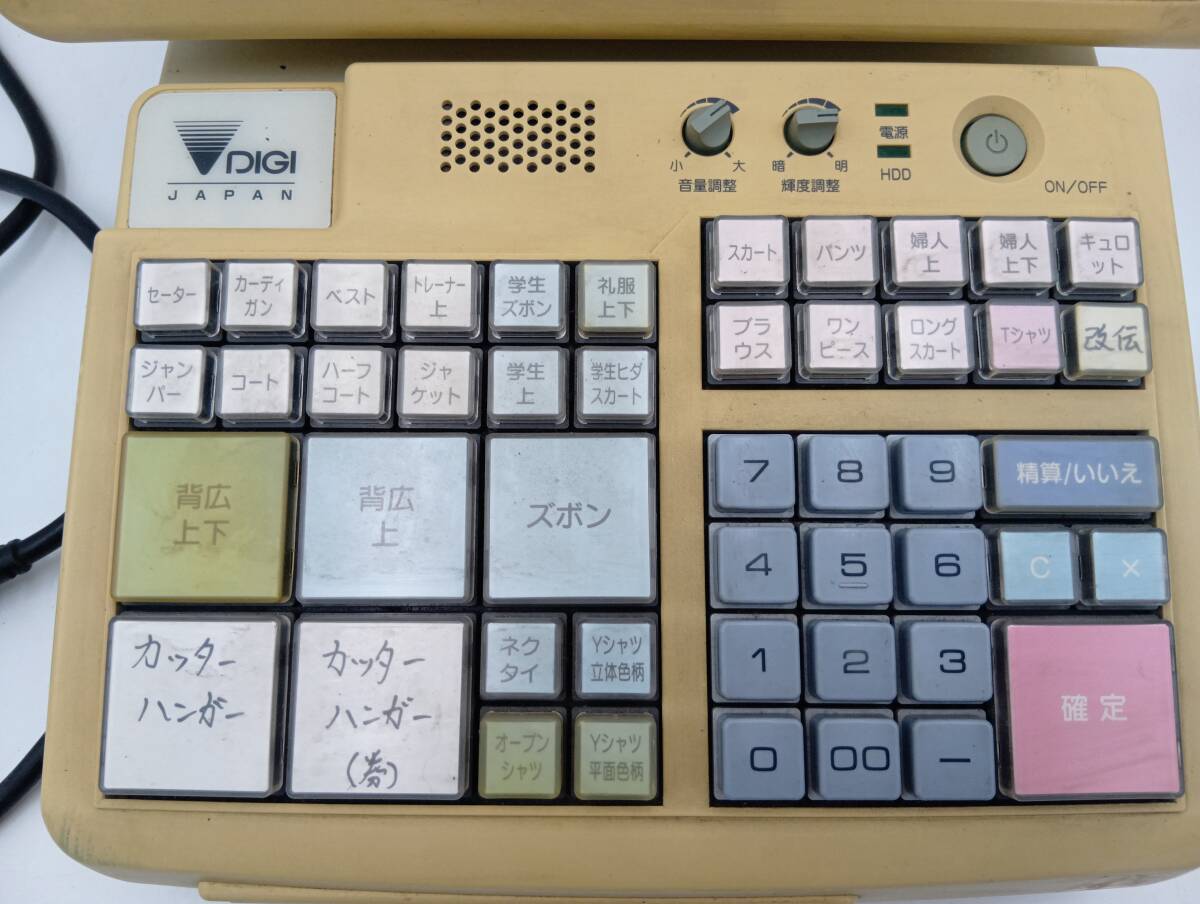 DIGI
JAPAN
小 大
音量調整
暗 明
輝度調整
電源
HDD
ON/OFF
スカート
パンツ
婦人
上
婦人
上下
キュロ
ット
ブラ
ウス
ワン
ピース
ロング
スカート
Tシャツ
改伝
セーター
カーディ
ガン
ベスト
トレーナー
上
学生
ズボン
礼服
上下
ジャン
パー
コート
ハーフ
コート
ジャ
ケット
学生
上
学生ヒダ
スカート
背広
上下
背広
上
ズボン
カッター
ハンガー
カッター
ハンガー
(券)
ネク
タイ
Yシャツ
立体色柄
オープン
シャツ
Yシャツ
平面色柄
7
8
9
精算/いいえ
4
5
6
C
X
1
2
3
確定
0
00
−